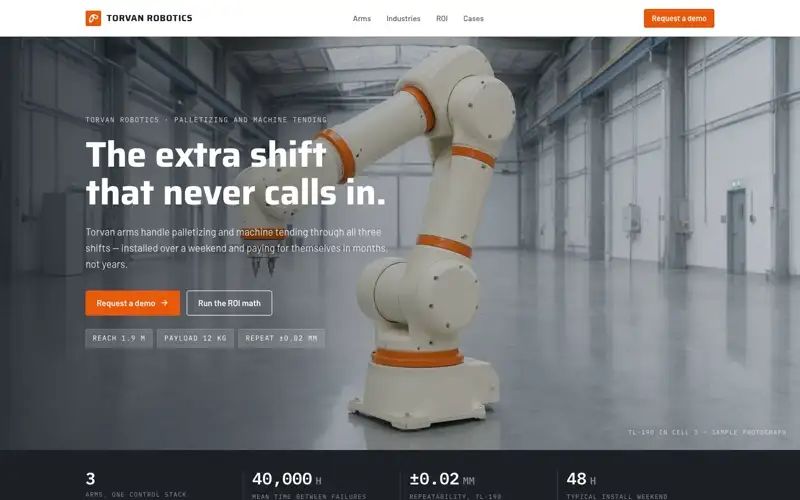 TORVAN ROBOTICS
Arms Industries ROI Cases
Request a demo
TORVAN ROBOTICS · PALLETIZING AND MACHINE TENDING
The extra shift
that never calls in.
Torvan arms handle palletizing and machine tending through all three
shifts — installed over a weekend and paying for themselves in months,
not years.
Request a demo →
Run the ROI math
REACH 1.9 M
PAYLOAD 12 KG
REPEAT ±0.02 MM
TL-190 IN CELL 3 — SAMPLE PHOTOGRAPH
3
ARMS, ONE CONTROL STACK
40,000 H
MEAN TIME BETWEEN FAILURES
±0.02 MM
REPEATABILITY, TL-190
48 H
TYPICAL INSTALL WEEKEND